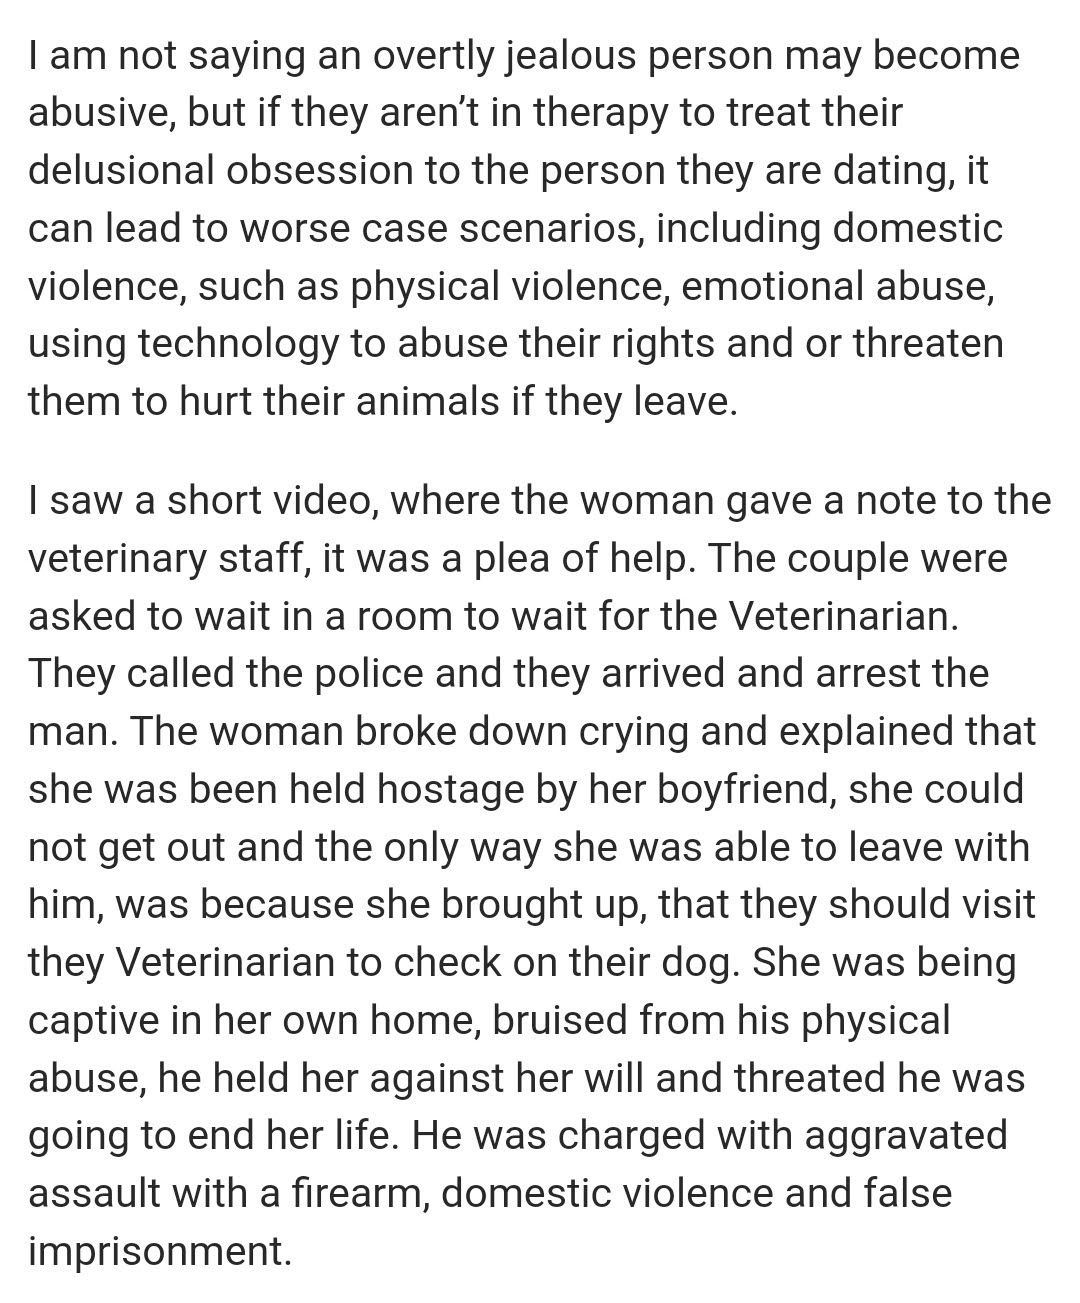 I am not saying an overtly jealous person may become
abusive, but if they aren’t in therapy to treat their
delusional obsession to the person they are dating, it
can lead to worse case scenarios, including domestic
violence, such as physical violence, emotional abuse,
using technology to abuse their rights and or threaten
them to hurt their animals if they leave.
I saw a short video, where the woman gave a note to the
veterinary staff, it was a plea of help. The couple were
asked to wait in a room to wait for the Veterinarian.
They called the police and they arrived and arrest the
man. The woman broke down crying and explained that
she was been held hostage by her boyfriend, she could
not get out and the only way she was able to leave with
him, was because she brought up, that they should visit
they Veterinarian to check on their dog. She was being
captive in her own home, bruised from his physical
abuse, he held her against her will and threated he was
going to end her life. He was charged with aggravated
assault with a firearm, domestic violence and false
imprisonment.